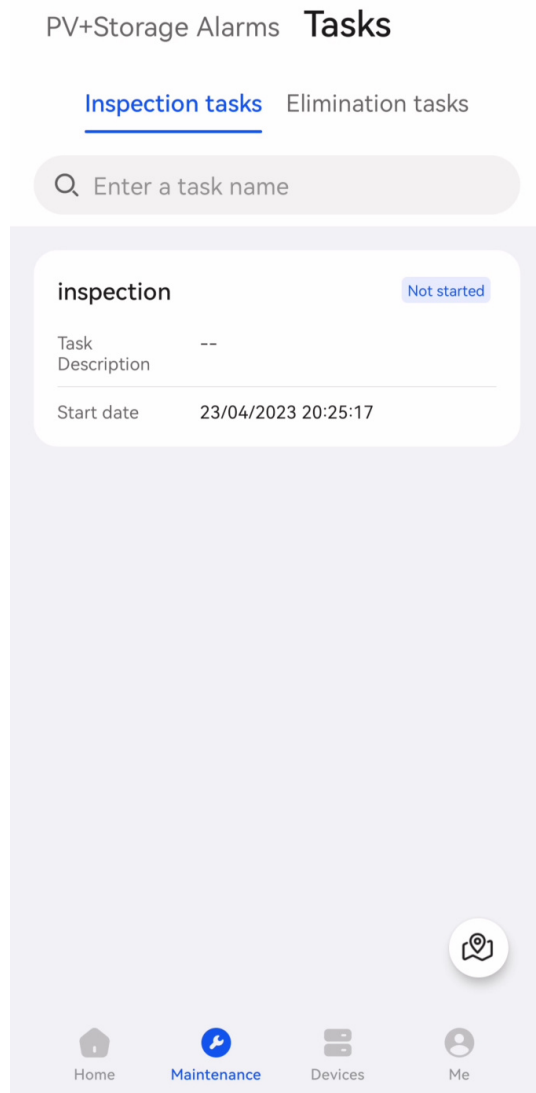 PV+Storage Alarms Tasks
Inspection tasks Elimination tasks
Enter a task name
inspection Not started
Task
Description --
Start date 23/04/2023 20:25:17
Home Maintenance Devices Me